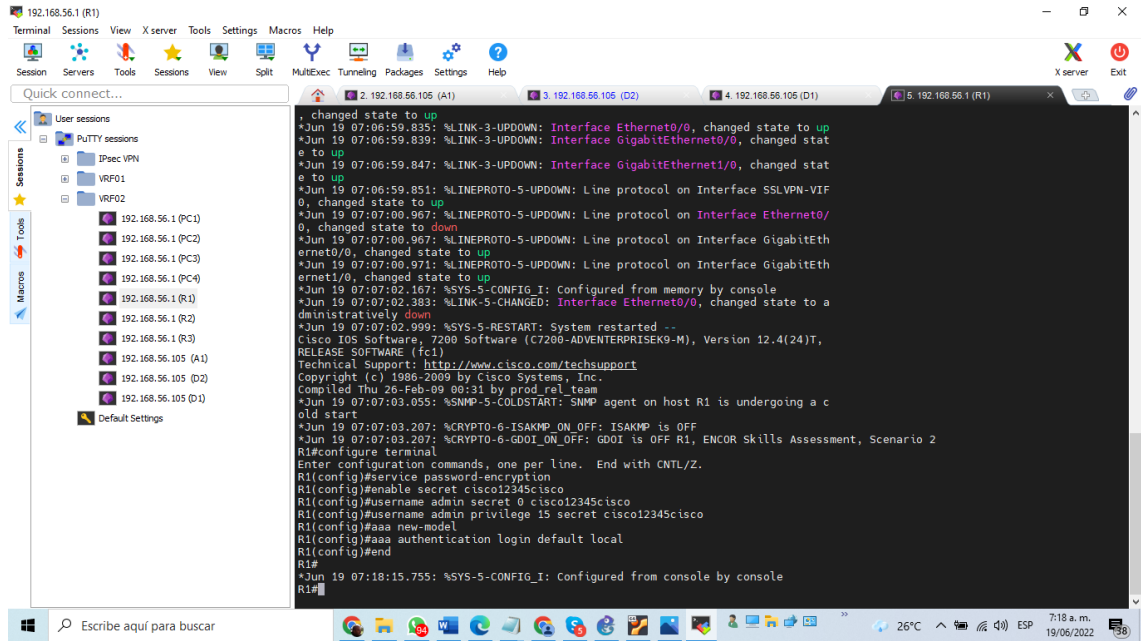 192.168.56.1 (R1)
Terminal Sessions View X server Tools Settings Macros Help
Session Servers Tools Sessions View Split MultiExec Tunneling Packages Settings Help X server Exit
Quick connect...
2. 192.168.56.105 (A1)
3. 192.168.56.105 (D2)
4. 192.168.56.105 (D1)
5. 192.168.56.1 (R1)
Sessions
Tools
Macros
User sessions
PuTTY sessions
IPsec VPN
VRF01
VRF02
192.168.56.1 (PC1)
192.168.56.1 (PC2)
192.168.56.1 (PC3)
192.168.56.1 (PC4)
192.168.56.1 (R1)
192.168.56.1 (R2)
192.168.56.1 (R3)
192.168.56.105 (A1)
192.168.56.105 (D2)
192.168.56.105 (D1)
Default Settings
, changed state to up
*Jun 19 07:06:59.835: %LINK-3-UPDOWN: Interface Ethernet0/0, changed state to up
*Jun 19 07:06:59.839: %LINK-3-UPDOWN: Interface GigabitEthernet0/0, changed stat
e to up
*Jun 19 07:06:59.847: %LINK-3-UPDOWN: Interface GigabitEthernet1/0, changed stat
e to up
*Jun 19 07:06:59.851: %LINEPROTO-5-UPDOWN: Line protocol on Interface SSLVPN-VIF
0, changed state to up
*Jun 19 07:07:00.967: %LINEPROTO-5-UPDOWN: Line protocol on Interface Ethernet0/
0, changed state to down
*Jun 19 07:07:00.967: %LINEPROTO-5-UPDOWN: Line protocol on Interface GigabitEth
ernet0/0, changed state to up
*Jun 19 07:07:00.971: %LINEPROTO-5-UPDOWN: Line protocol on Interface GigabitEth
ernet1/0, changed state to up
*Jun 19 07:07:02.167: %SYS-5-CONFIG_I: Configured from memory by console
*Jun 19 07:07:02.383: %LINK-5-CHANGED: Interface Ethernet0/0, changed state to a
dministratively down
*Jun 19 07:07:02.999: %SYS-5-RESTART: System restarted --
Cisco IOS Software, 7200 Software (C7200-ADVENTERPRISEK9-M), Version 12.4(24)T,
RELEASE SOFTWARE (fc1)
Technical Support: http://www.cisco.com/techsupport
Copyright (c) 1986-2009 by Cisco Systems, Inc.
Compiled Thu 26-Feb-09 00:31 by prod_rel_team
*Jun 19 07:07:03.055: %SNMP-5-COLDSTART: SNMP agent on host R1 is undergoing a c
old start
*Jun 19 07:07:03.207: %CRYPTO-6-ISAKMP_ON_OFF: ISAKMP is OFF
*Jun 19 07:07:03.207: %CRYPTO-6-GDOI_ON_OFF: GDOI is OFF R1, ENCOR Skills Assessment, Scenario 2
R1#configure terminal
Enter configuration commands, one per line. End with CNTL/Z.
R1(config)#service password-encryption
R1(config)#enable secret cisco12345cisco
R1(config)#username admin secret 0 cisco12345cisco
R1(config)#username admin privilege 15 secret cisco12345cisco
R1(config)#aaa new-model
R1(config)#aaa authentication login default local
R1(config)#end
R1#
*Jun 19 07:18:15.755: %SYS-5-CONFIG_I: Configured from console by console
R1#
Escribe aquí para buscar
94
26°C
ESP
7:18 a. m.
19/06/2022
38